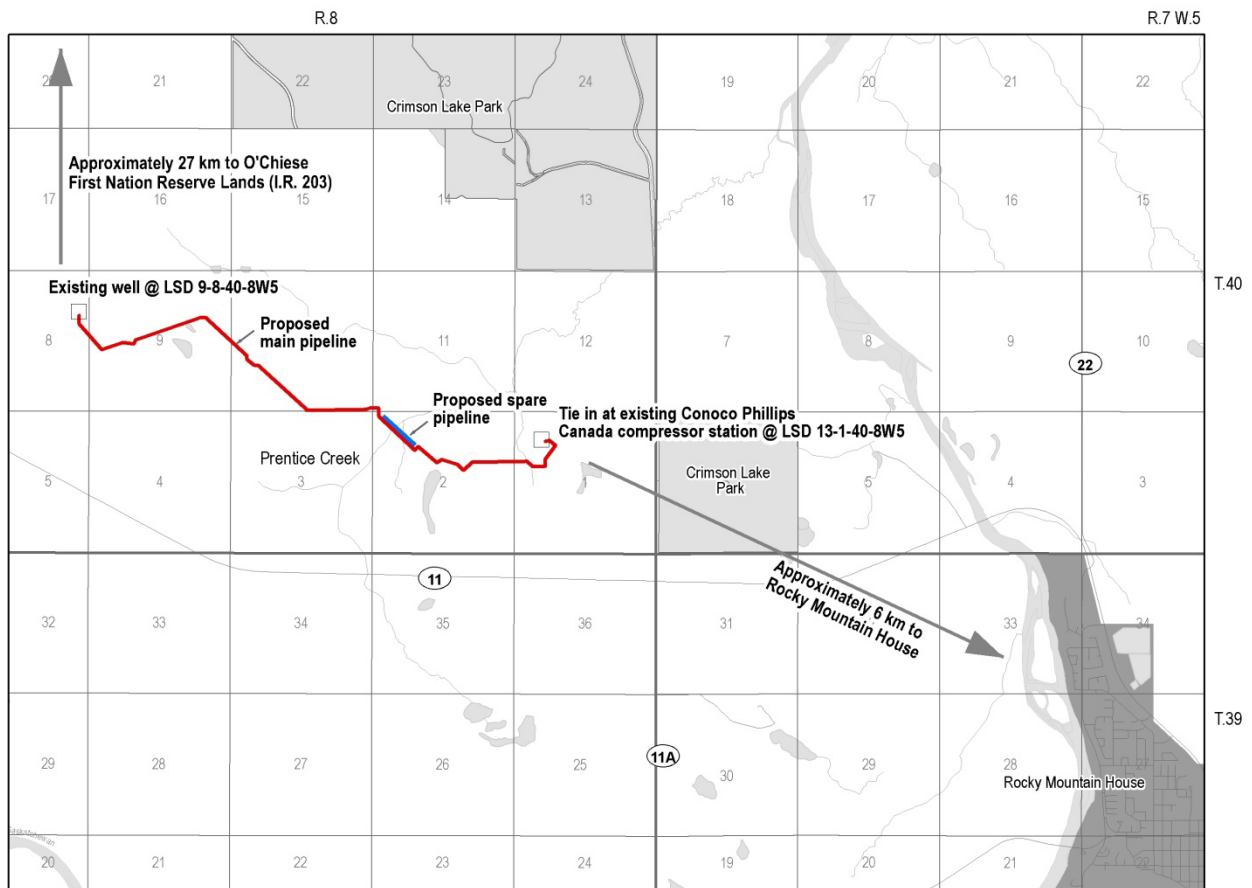 R.8
R.7 W.5
20
21
22
23
24
19
20
21
22
Crimson Lake Park
Approximately 27 km to O'Chiese
First Nation Reserve Lands (I.R. 203)
17
16
15
14
13
18
17
16
15
T.40
Existing well @ LSD 9-8-40-8W5
Proposed
main pipeline
8
9
11
12
7
8
9
10
22
Proposed spare
pipeline
Tie in at existing Conoco Phillips
Canada compressor station @ LSD 13-1-40-8W5
Prentice Creek
Crimson Lake
Park
5
4
3
2
1
5
4
3
11
Approximately 6 km to
Rocky Mountain House
32
33
34
35
36
31
33
34
T.39
11A
29
28
27
26
25
30
29
28
27
Rocky Mountain House
20
21
22
23
24
19
20
21
22